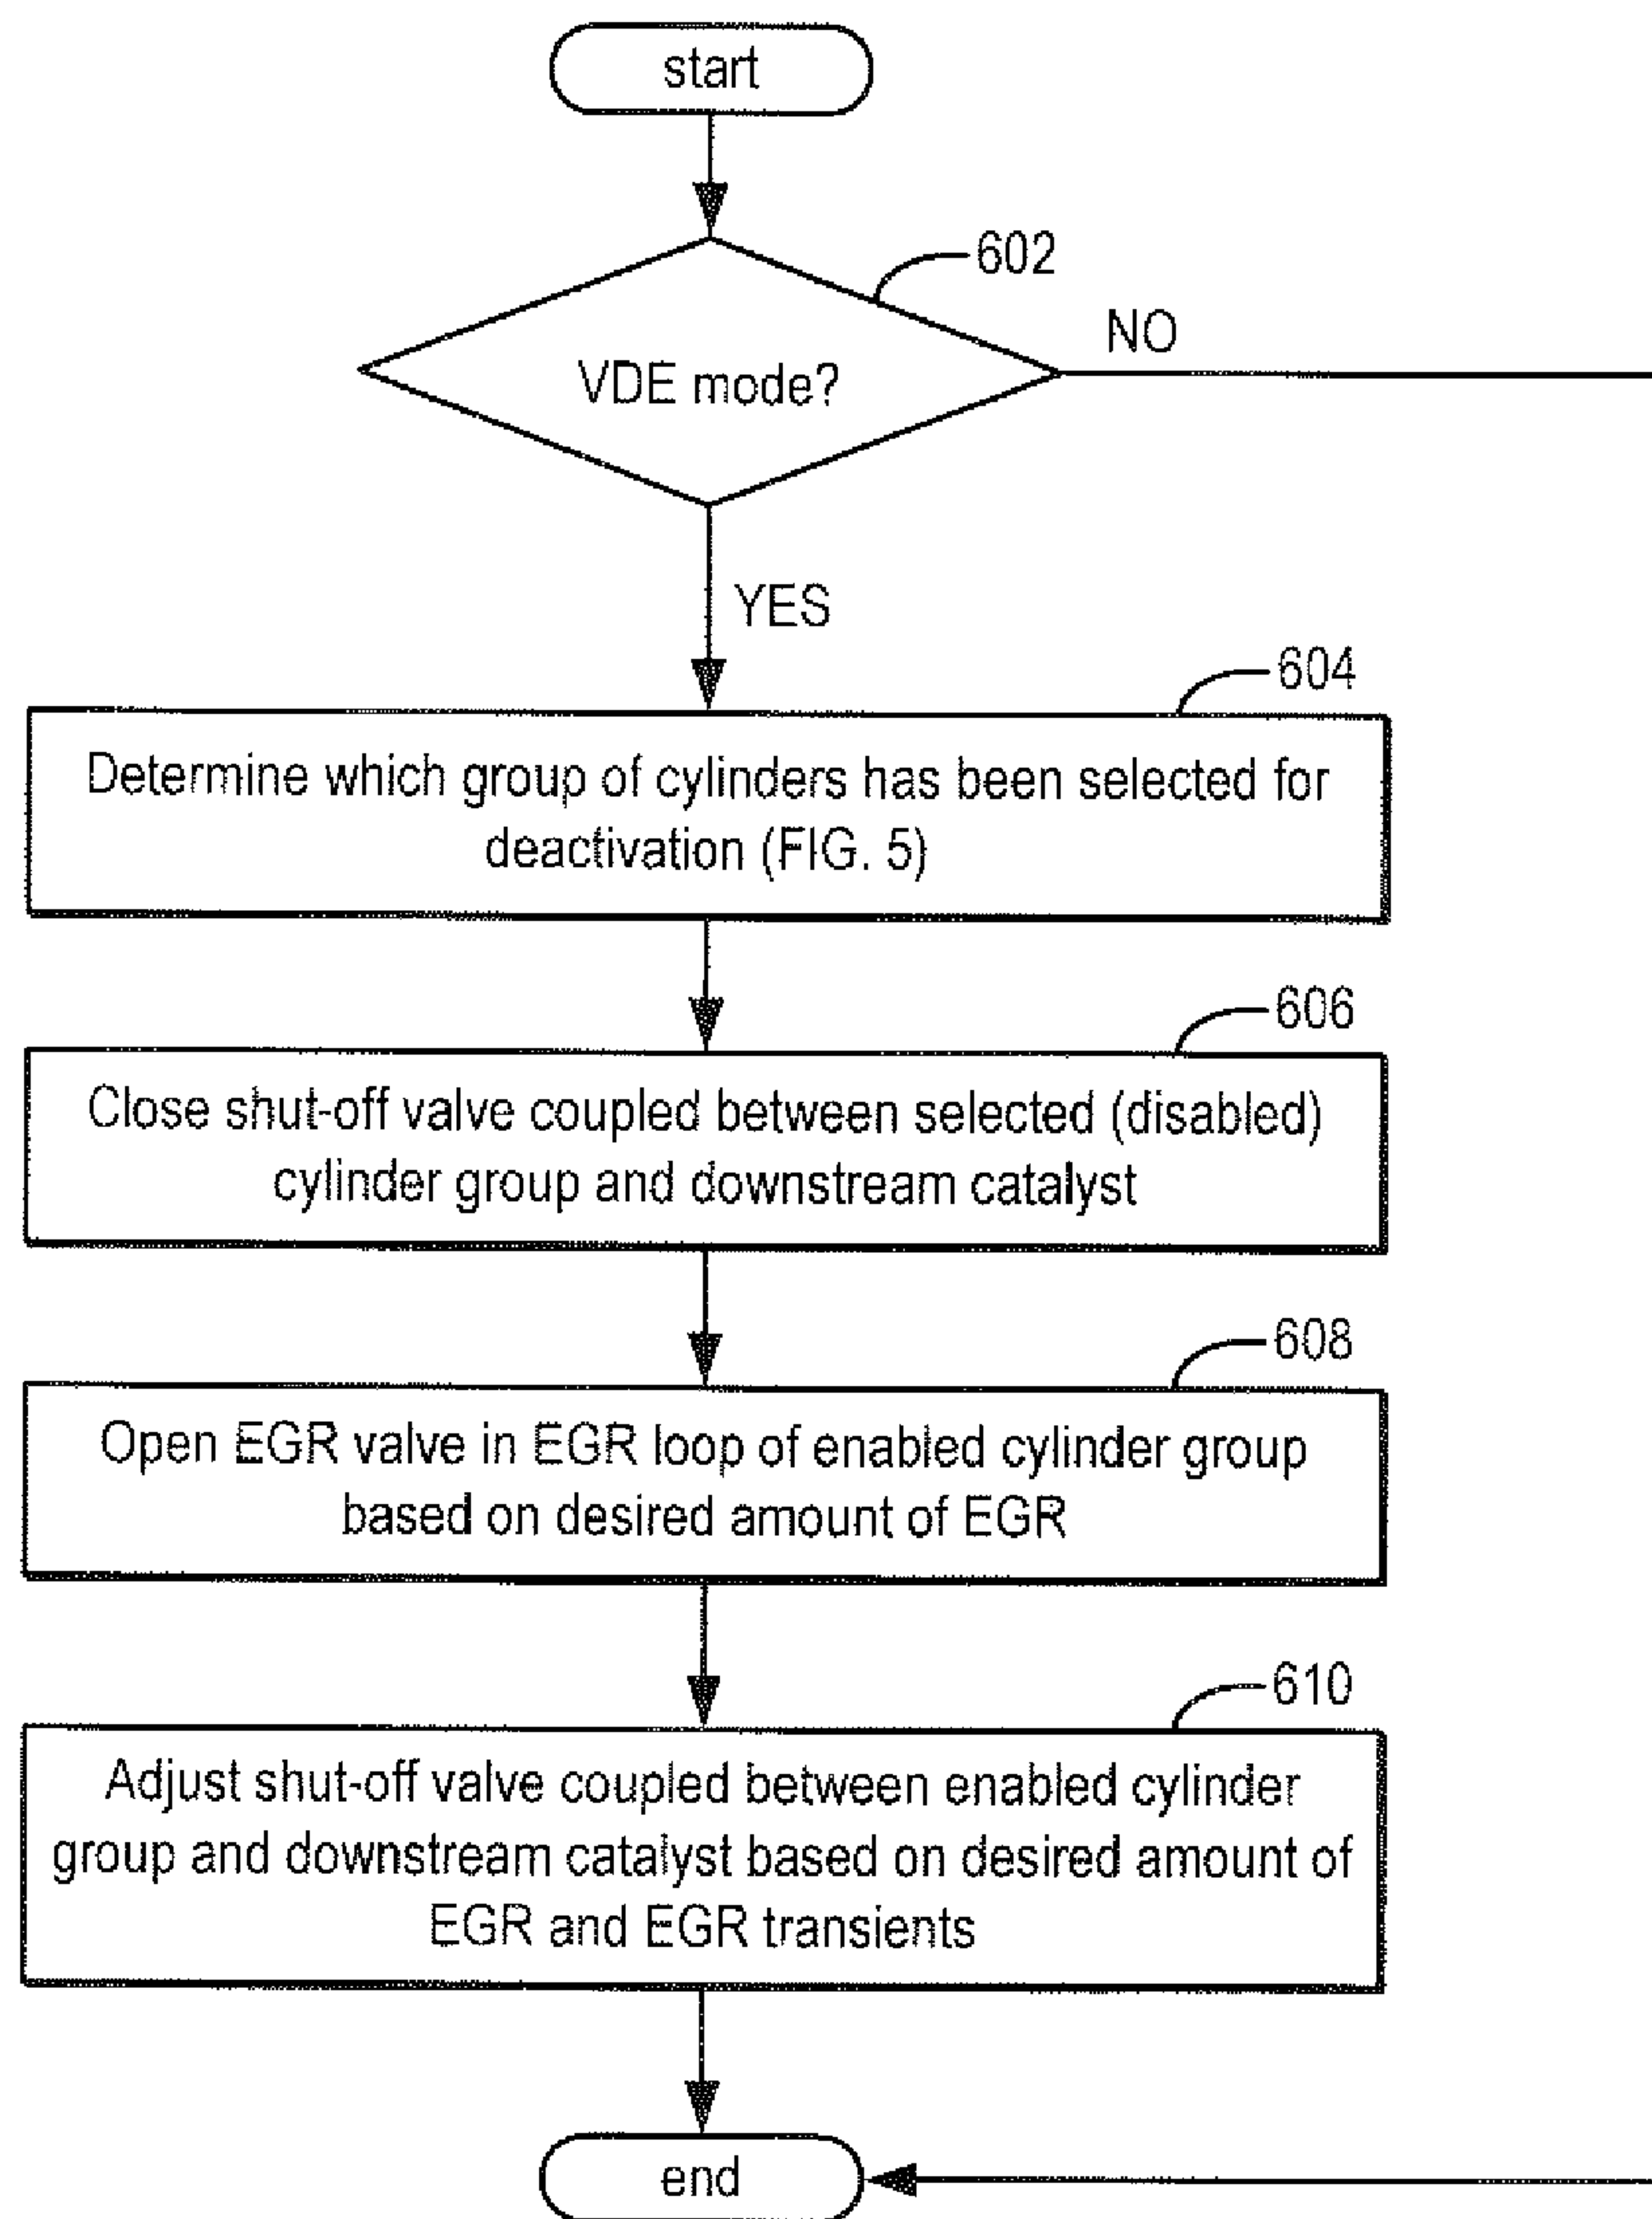 start
602
NO
VDE mode?
YES
604
Determine which group of cylinders has been selected for
deactivation (FIG. 5)
606
Close shut-off valve coupled between selected (disabled)
cylinder group and downstream catalyst
608
Open EGR valve in EGR loop of enabled cylinder group
based on desired amount of EGR
610
Adjust shut-off valve coupled between enabled cylinder
group and downstream catalyst based on desired amount of
EGR and EGR transients
end